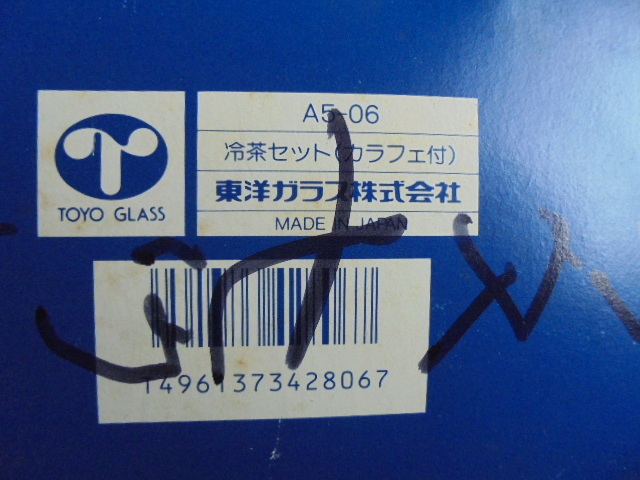 TOYO GLASS
A5-06
冷茶セット(カラフェ付)
東洋ガラス株式会社
MADE IN JAPAN
T4961373428067